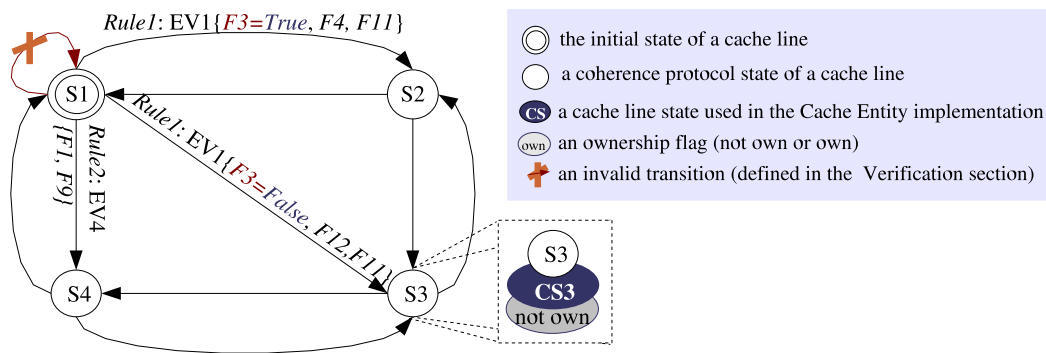 Rule1: EV1{F3=True, F4, F11}
the initial state of a cache line
a coherence protocol state of a cache line
CS a cache line state used in the Cache Entity implementation
own an ownership flag (not own or own)
an invalid transition (defined in the Verification section)
S1
S2
Rule1: EV1{F3=False, F12,F11}
Rule2: EV4
{F1, F9}
S4
S3
S3
CS3
not own